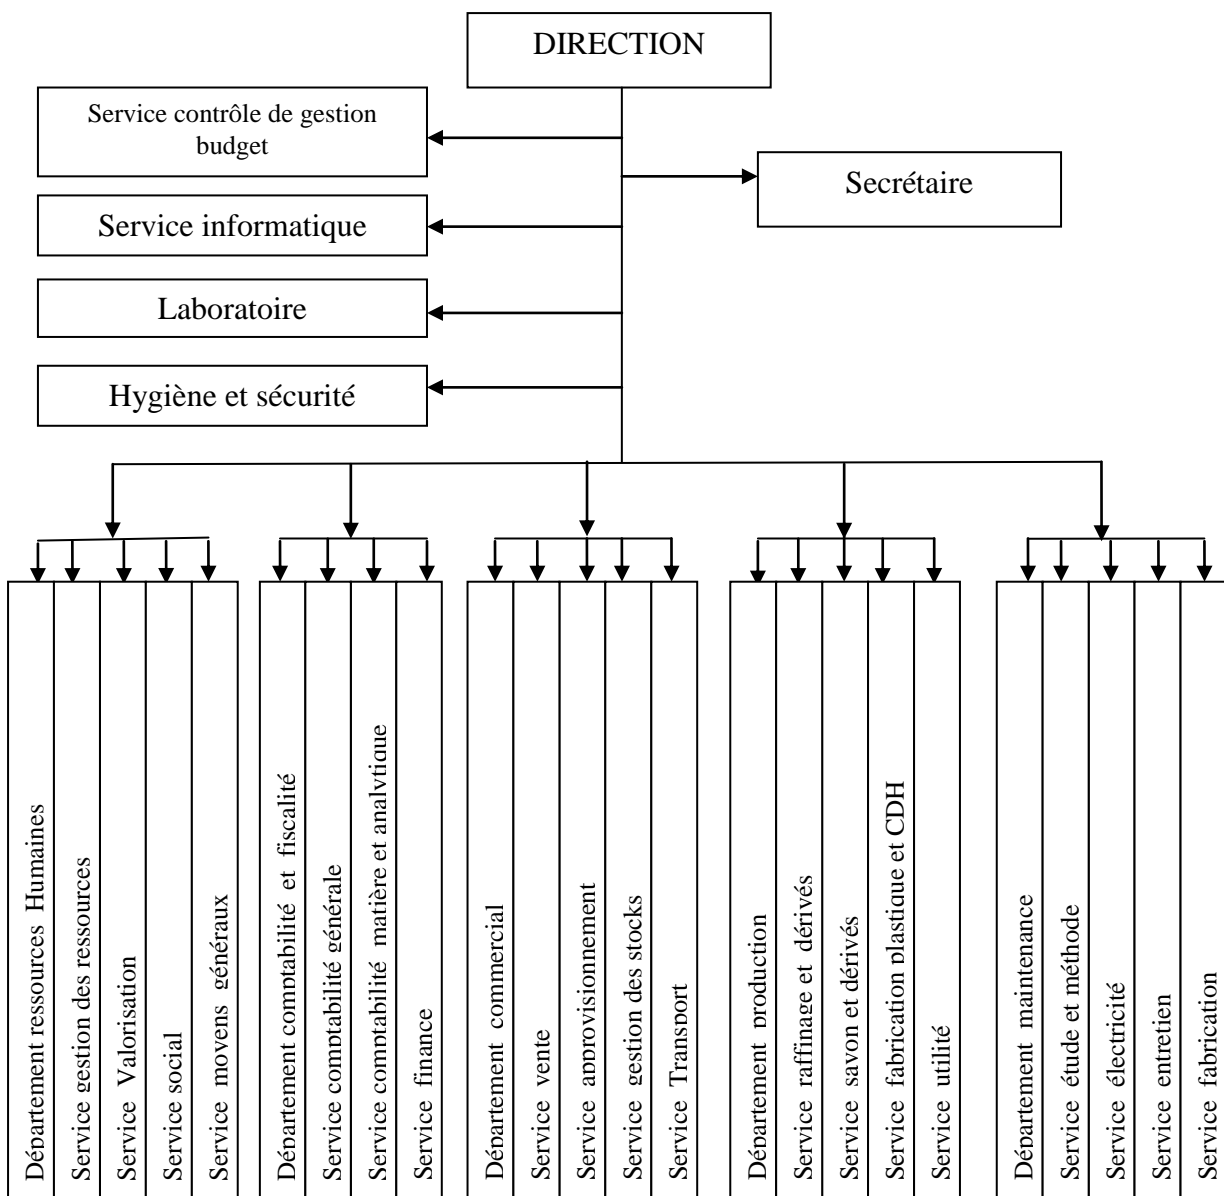 DIRECTION
Service contrôle de gestion
budget
Secrétaire
Service informatique
Laboratoire
Hygiène et sécurité
Département ressources Humaines
Service gestion des ressources
Service Valorisation
Service social
Service moyens généraux
Département comptabilité et fiscalité
Service comptabilité générale
Service comptabilité matière et analytique
Service finance
Département commercial
Service vente
Service approvisionnement
Service gestion des stocks
Service Transport
Département production
Service raffinage et dérivés
Service savon et dérivés
Service fabrication plastique et CDH
Service utilité
Département maintenance
Service étude et méthode
Service électricité
Service entretien
Service fabrication